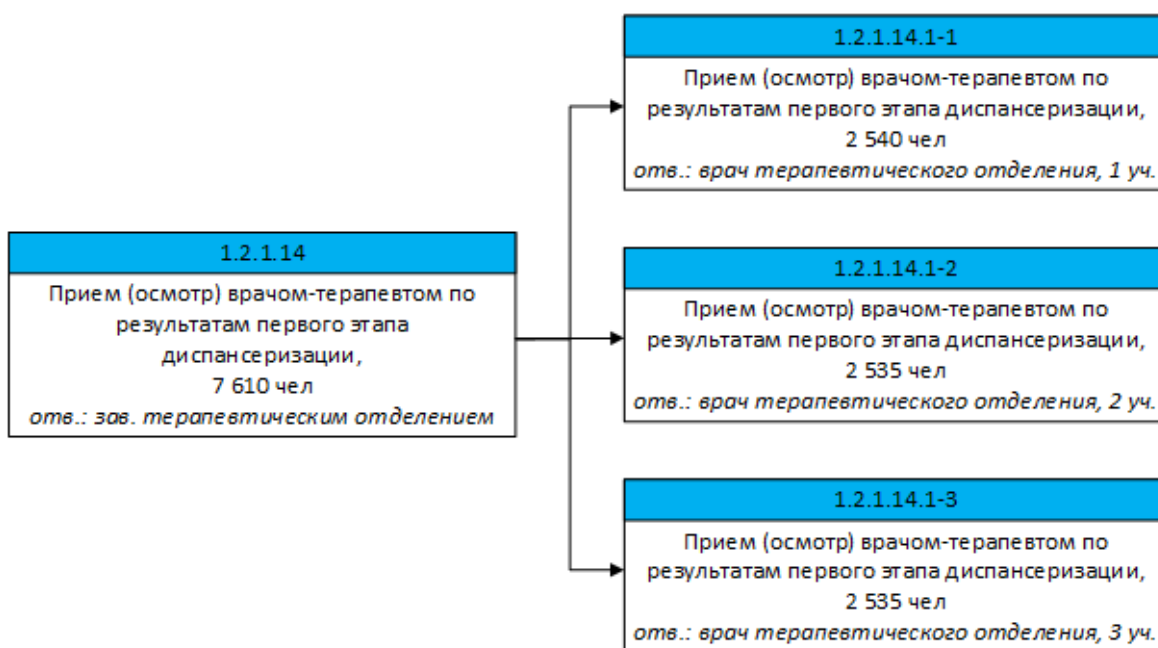 1.2.1.14
Прием (осмотр) врачом-терапевтом по
результатам первого этапа
диспансеризации,
7 610 чел
отв.: зав. терапевтическим отделением
1.2.1.14.1-1
Прием (осмотр) врачом-терапевтом по
результатам первого этапа диспансеризации,
2 540 чел
отв.: врач терапевтического отделения, 1 уч.
1.2.1.14.1-2
Прием (осмотр) врачом-терапевтом по
результатам первого этапа диспансеризации,
2 535 чел
отв.: врач терапевтического отделения, 2 уч.
1.2.1.14.1-3
Прием (осмотр) врачом-терапевтом по
результатам первого этапа диспансеризации,
2 535 чел
отв.: врач терапевтического отделения, 3 уч.